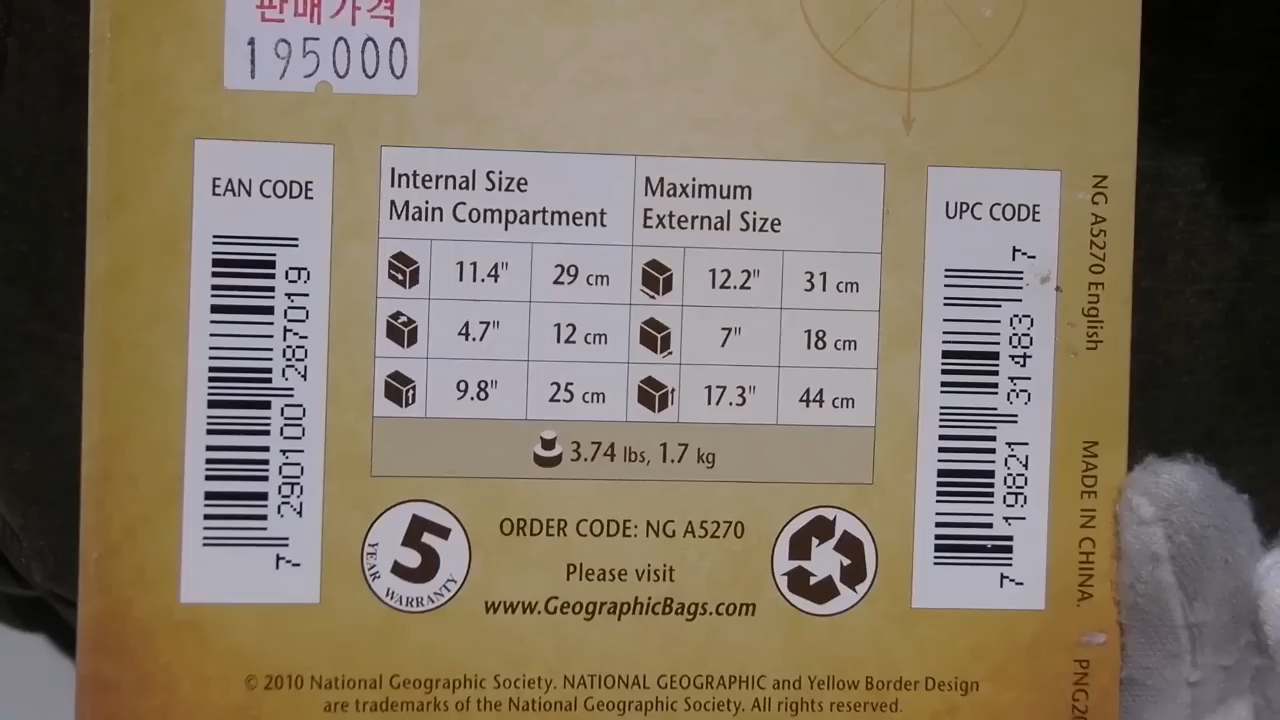 판매가격
195000
EAN CODE
7 290100 287019
Internal Size
Main Compartment
Maximum
External Size
11.4" 29 cm 12.2" 31 cm
4.7" 12 cm 7" 18 cm
9.8" 25 cm 17.3" 44 cm
3.74 lbs, 1.7 kg
UPC CODE
7 19821 31483 7
5
YEAR WARRANTY
ORDER CODE: NG A5270
Please visit
www.GeographicBags.com
© 2010 National Geographic Society. NATIONAL GEOGRAPHIC and Yellow Border Design
are trademarks of the National Geographic Society. All rights reserved.
NG A5270 English
MADE IN CHINA.